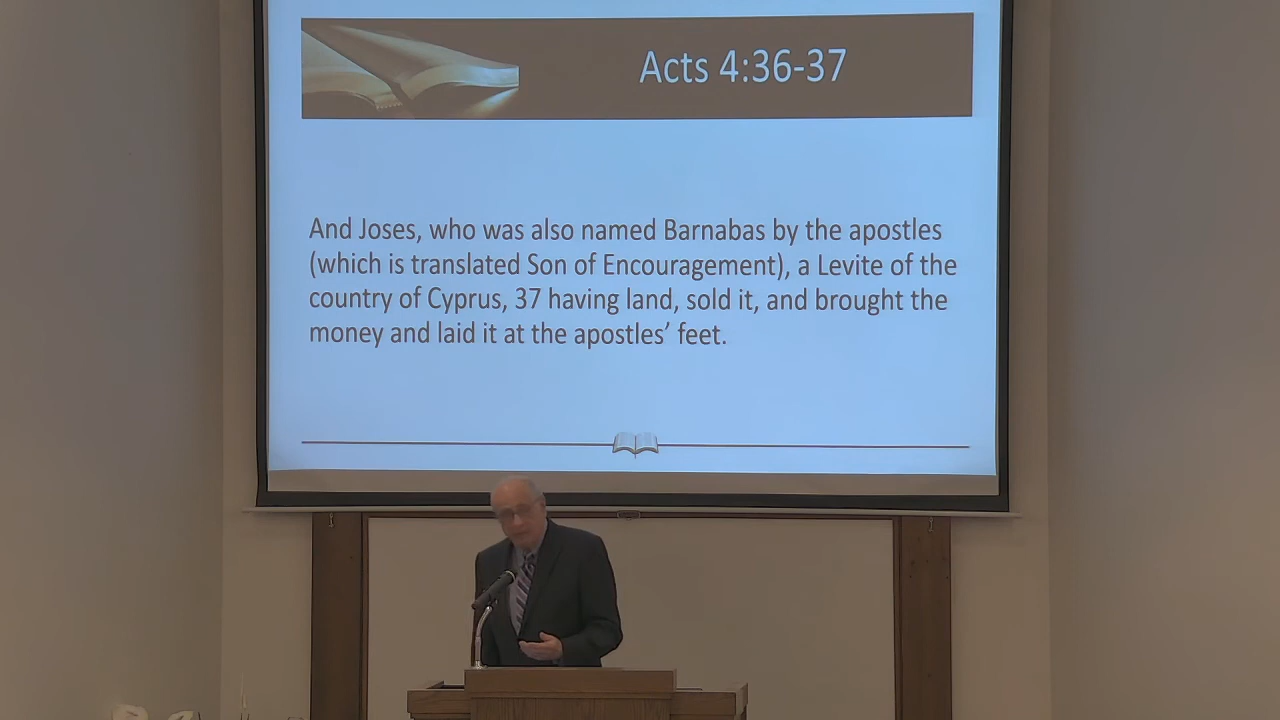 Acts 4:36-37
And Joses, who was also named Barnabas by the apostles
(which is translated Son of Encouragement), a Levite of the
country of Cyprus, 37 having land, sold it, and brought the
money and laid it at the apostles’ feet.